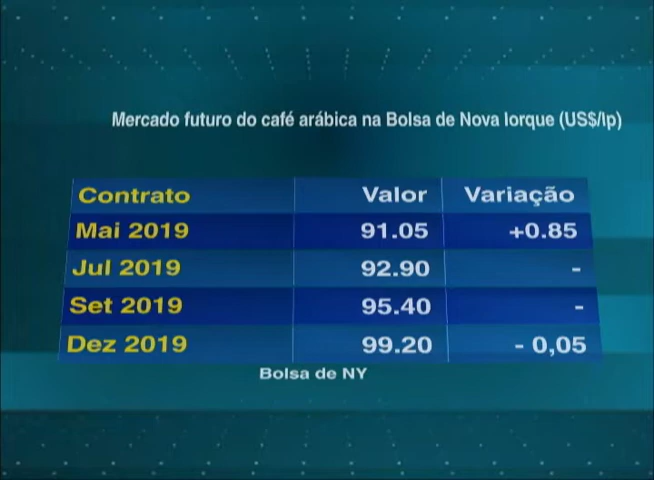 Mercado futuro do café arábica na Bolsa de Nova Iorque (US$/lp)
Contrato Valor Variação
Mai 2019 91.05 +0.85
Jul 2019 92.90 -
Set 2019 95.40 -
Dez 2019 99.20 - 0,05
Bolsa de NY